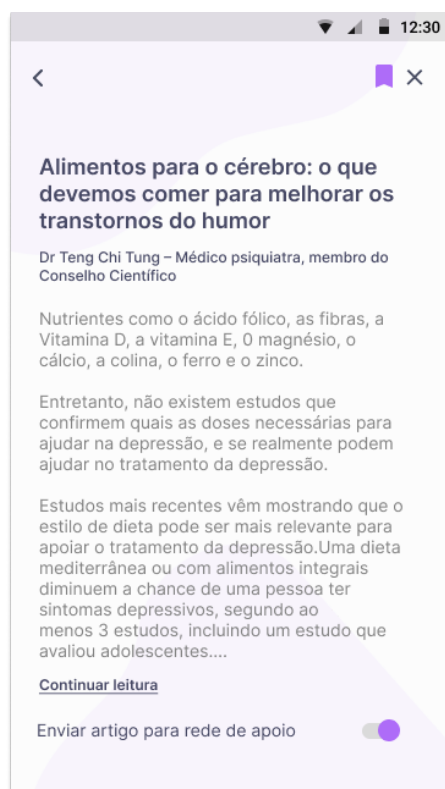 12:30
Alimentos para o cérebro: o que
devemos comer para melhorar os
transtornos do humor
Dr Teng Chi Tung – Médico psiquiatra, membro do
Conselho Científico
Nutrientes como o ácido fólico, as fibras, a
Vitamina D, a vitamina E, 0 magnésio, o
cálcio, a colina, o ferro e o zinco.
Entretanto, não existem estudos que
confirmem quais as doses necessárias para
ajudar na depressão, e se realmente podem
ajudar no tratamento da depressão.
Estudos mais recentes vêm mostrando que o
estilo de dieta pode ser mais relevante para
apoiar o tratamento da depressão.Uma dieta
mediterrânea ou com alimentos integrais
diminuem a chance de uma pessoa ter
sintomas depressivos, segundo ao
menos 3 estudos, incluindo um estudo que
avaliou adolescentes....
Continuar leitura
Enviar artigo para rede de apoio